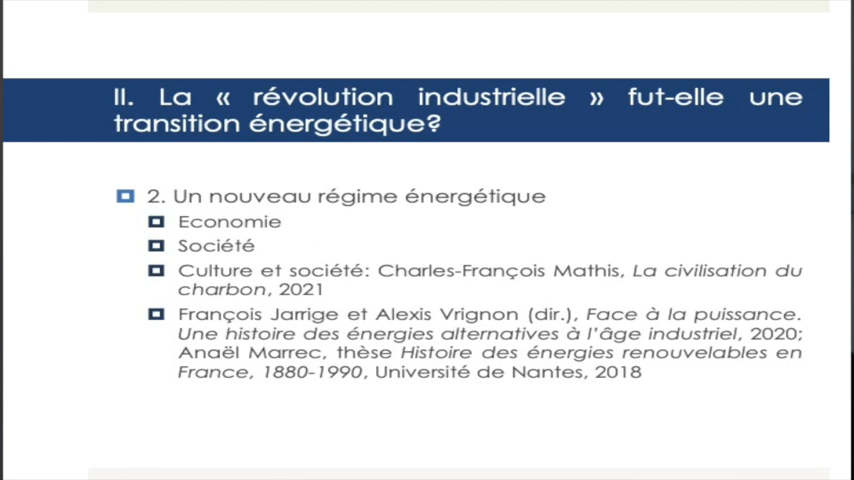 II. La « révolution industrielle » fut-elle une
transition énergétique?
2. Un nouveau régime énergétique
Economie
Société
Culture et société: Charles-François Mathis, La civilisation du
charbon, 2021
François Jarrige et Alexis Vrignon (dir.), Face à la puissance.
Une histoire des énergies alternatives à l'âge industriel, 2020;
Anaël Marrec, thèse Histoire des énergies renouvelables en
France, 1880-1990, Université de Nantes, 2018